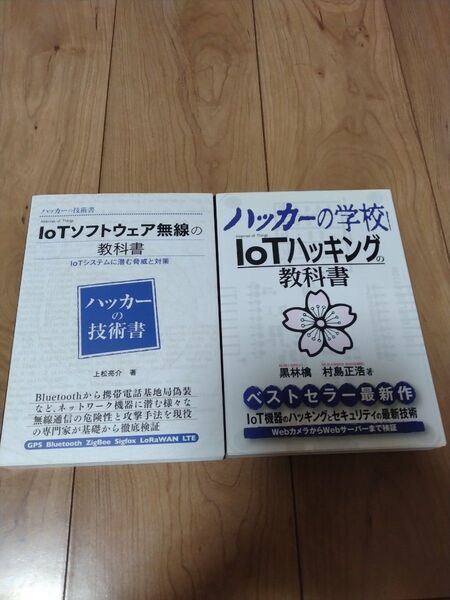 ハッカーの技術書
Internet of Things
IoTソフトウェア無線の
教科書
IoTシステムに潜む脅威と対策
ハッカー
の
技術書
上松亮介 著
Bluetoothから携帯電話基地局偽装
など、ネットワーク機器に潜む様々な
無線通信の危険性と攻撃手法を現役
の専門家が基礎から徹底検証
GPS Bluetooth ZigBee Sigfox LoRaWAN LTE
ハッカーの学校
Internet of Things
IoTハッキングの
教科書
黒林檎 村島正浩著
ベストセラー最新作
IoT機器のハッキングとセキュリティの最新技術
WebカメラからWebサーバーまで検証